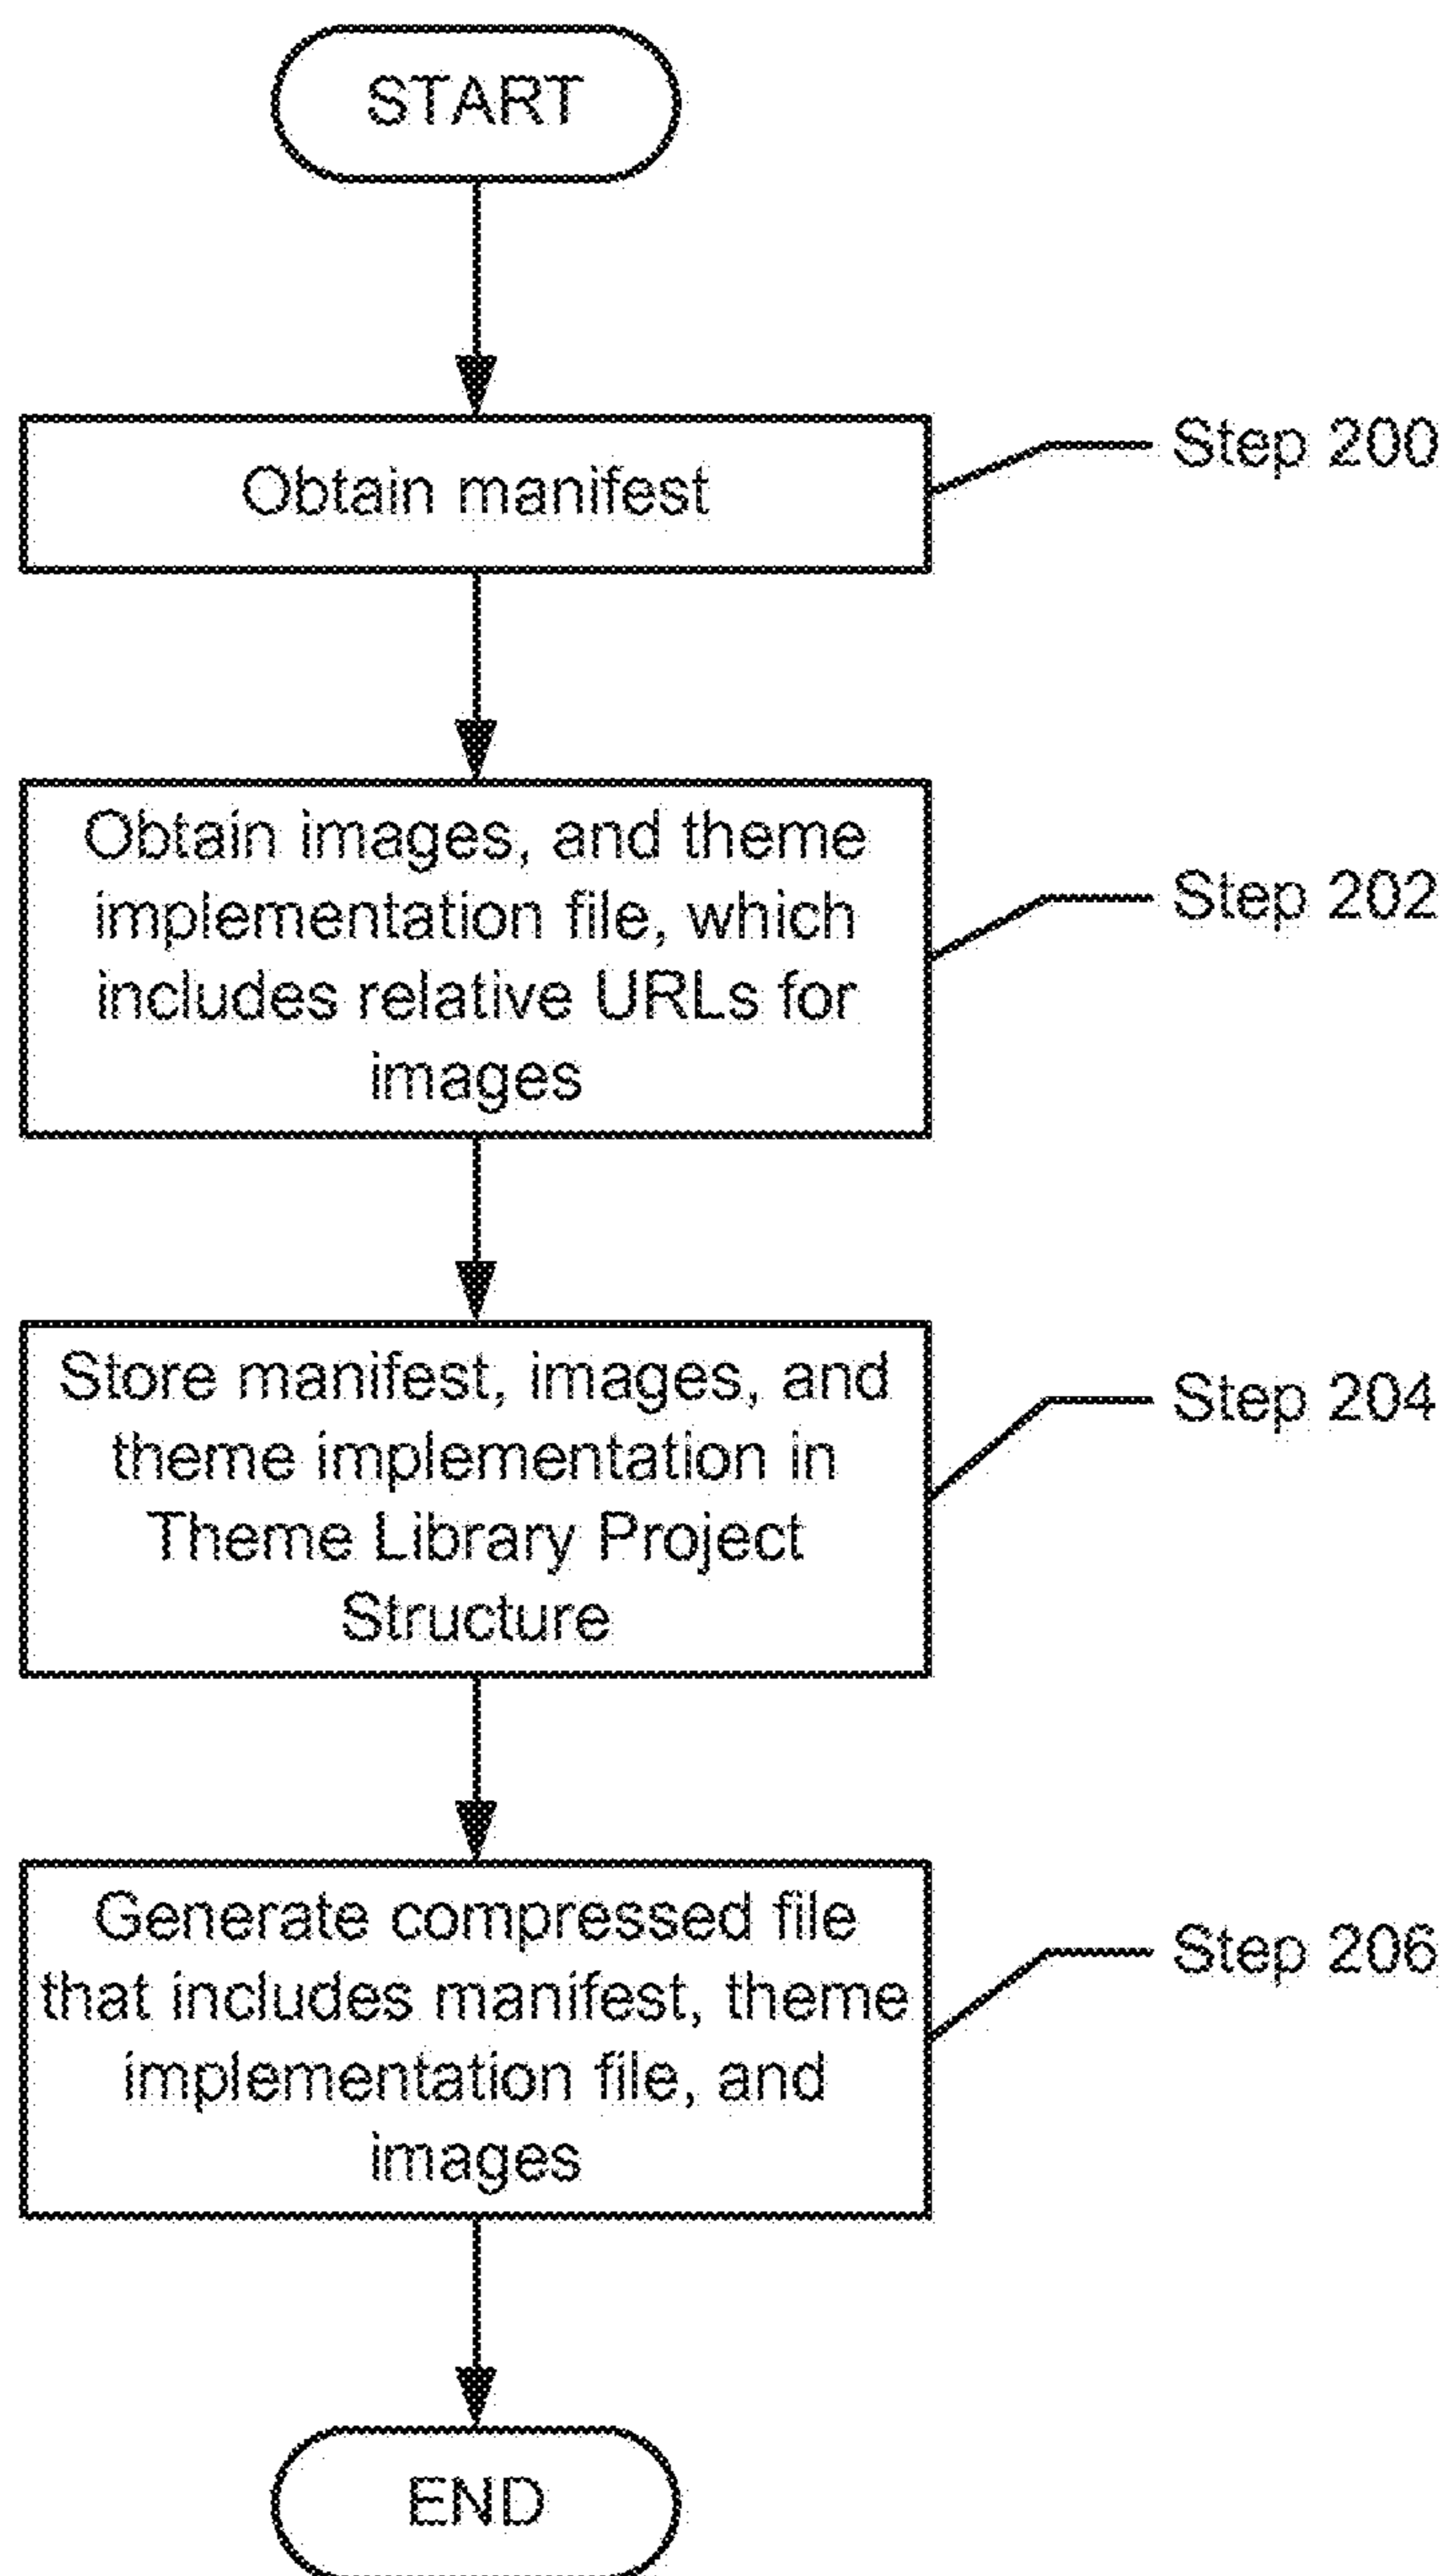 START
Obtain manifest
Step 200
Obtain images, and theme
implementation file, which
includes relative URLs for
images
Step 202
Store manifest, images, and
theme implementation in
Theme Library Project
Structure
Step 204
Generate compressed file
that includes manifest, theme
implementation file, and
images
Step 206
END